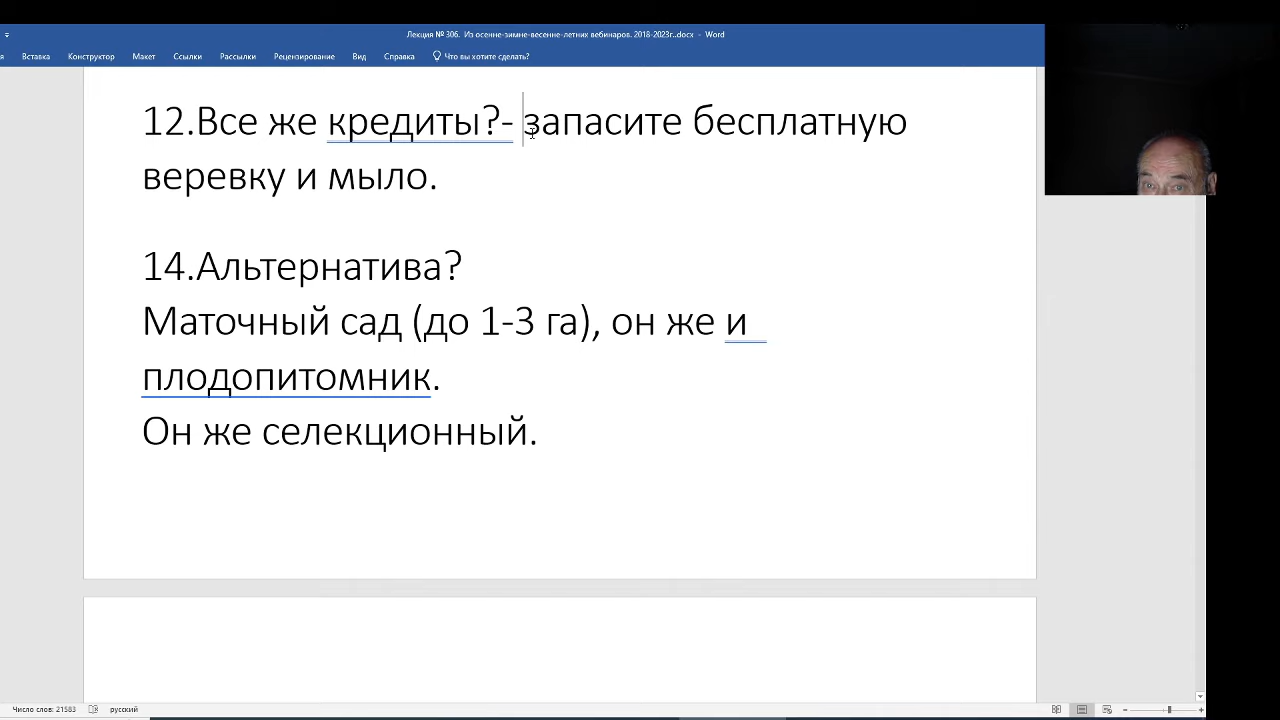 Лекция № 306. Из осенне-зимне-весенне-летних вебинаров. 2018-2023г..docx - Word
Вставка Конструктор Макет Ссылки Рассылки Рецензирование Вид Справка Что вы хотите сделать?
12.Все же кредиты?- запасите бесплатную
веревку и мыло.
14.Альтернатива?
Маточный сад (до 1-3 га), он же и
плодопитомник.
Он же селекционный.
Число слов: 21583 русский